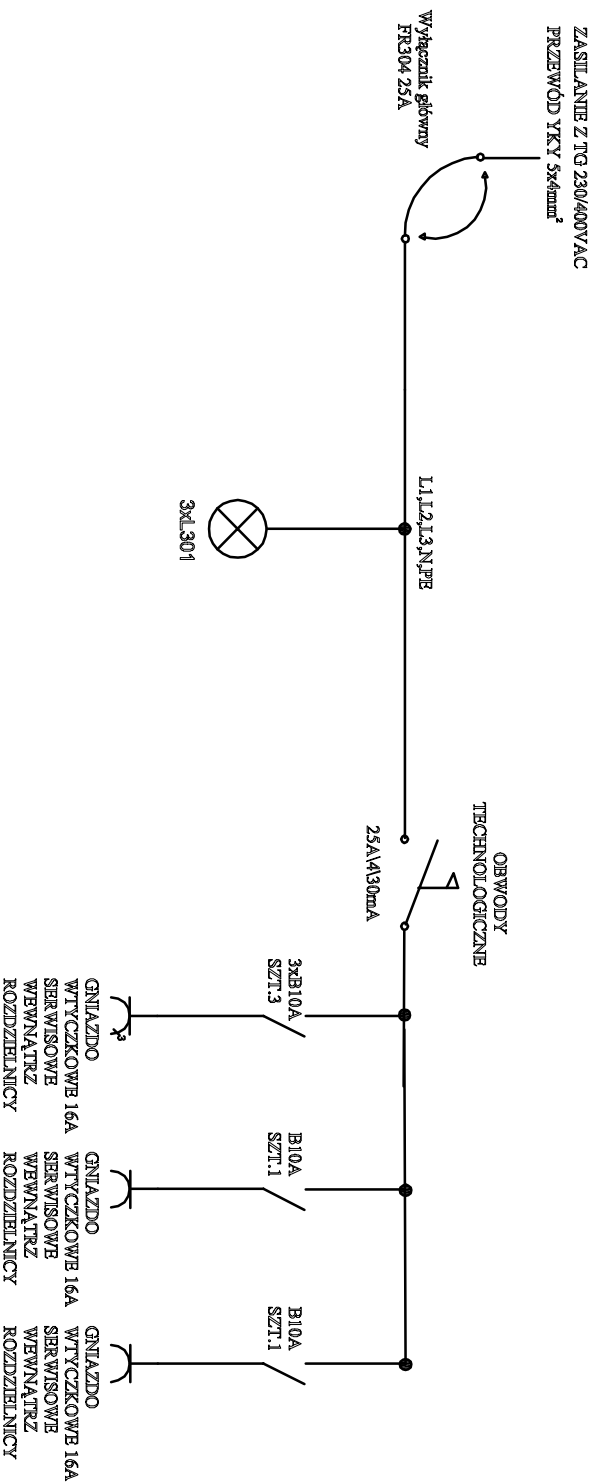 ZASILANIE Z TG 230/400VAC
PRZEWÓD YKY 5x4mm²
Wyłącznik główny
FR304 25A
L1,L2,L3,N,PE
3xL301
OBWODY
TECHNOLOGICZNE
25A\4\30mA
3xB10A
SZT.3
x3
GNIAZDO
WTYCZKOWE 16A
SERWISOWE
WEWNĄTRZ
ROZDZIELNICY
B10A
SZT.1
GNIAZDO
WTYCZKOWE 16A
SERWISOWE
WEWNĄTRZ
ROZDZIELNICY
B10A
SZT.1
GNIAZDO
WTYCZKOWE 16A
SERWISOWE
WEWNĄTRZ
ROZDZIELNICY